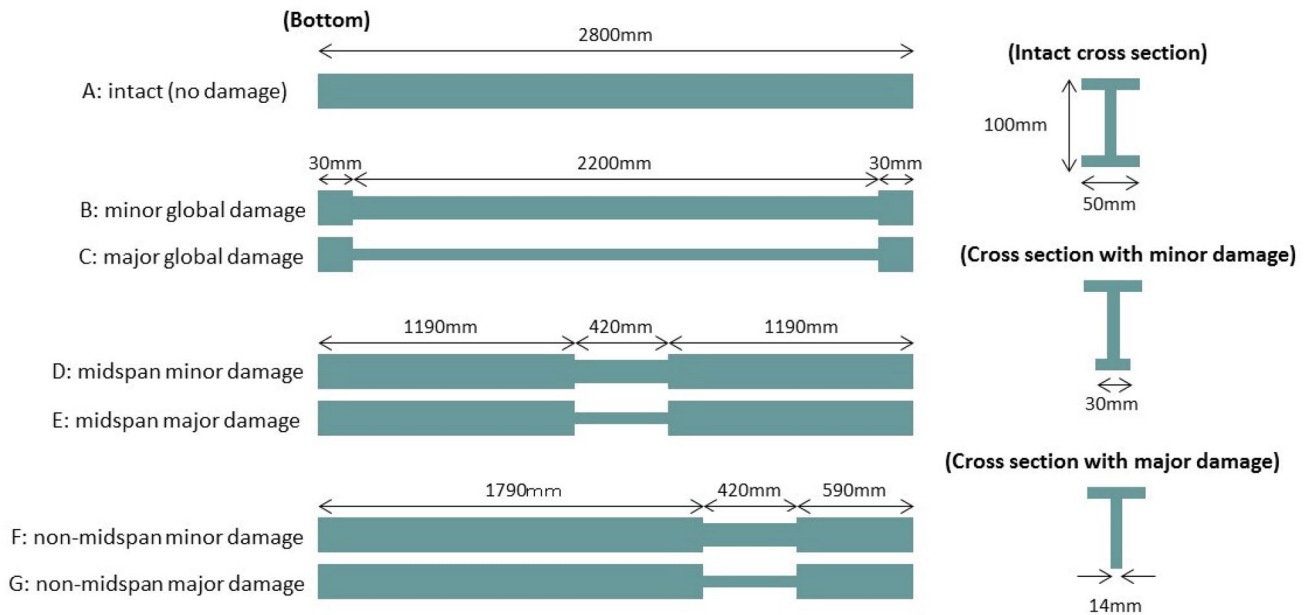 (Bottom)
2800mm
A: intact (no damage)
30mm 2200mm 30mm
B: minor global damage
C: major global damage
1190mm 420mm 1190mm
D: midspan minor damage
E: midspan major damage
1790mm 420mm 590mm
F: non-midspan minor damage
G: non-midspan major damage
(Intact cross section)
100mm
50mm
(Cross section with minor damage)
30mm
(Cross section with major damage)
14mm